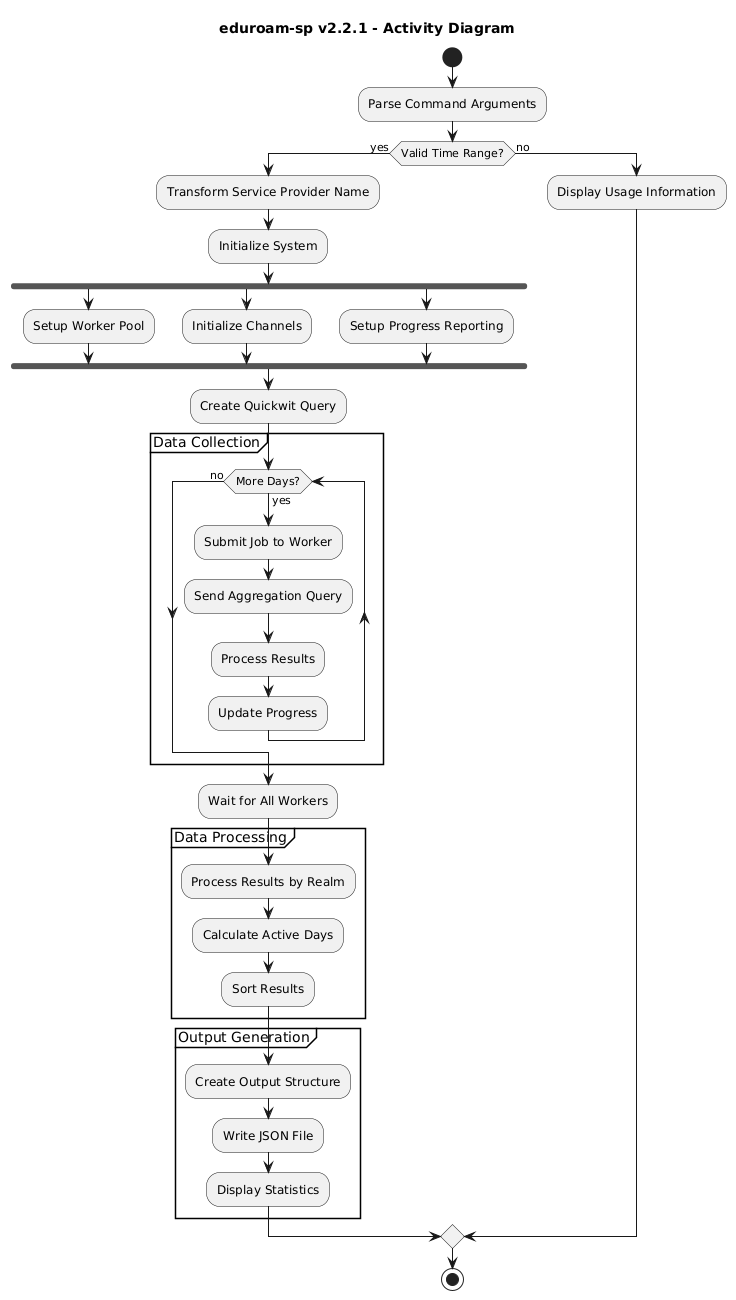 eduroam-sp v2.2.1 - Activity Diagram
Parse Command Arguments
yes
Valid Time Range?
no
Transform Service Provider Name
Display Usage Information
Initialize System
Setup Worker Pool
Initialize Channels
Setup Progress Reporting
Create Quickwit Query
Data Collection
no
More Days?
yes
Submit Job to Worker
Send Aggregation Query
Process Results
Update Progress
Wait for All Workers
Data Processing
Process Results by Realm
Calculate Active Days
Sort Results
Output Generation
Create Output Structure
Write JSON File
Display Statistics